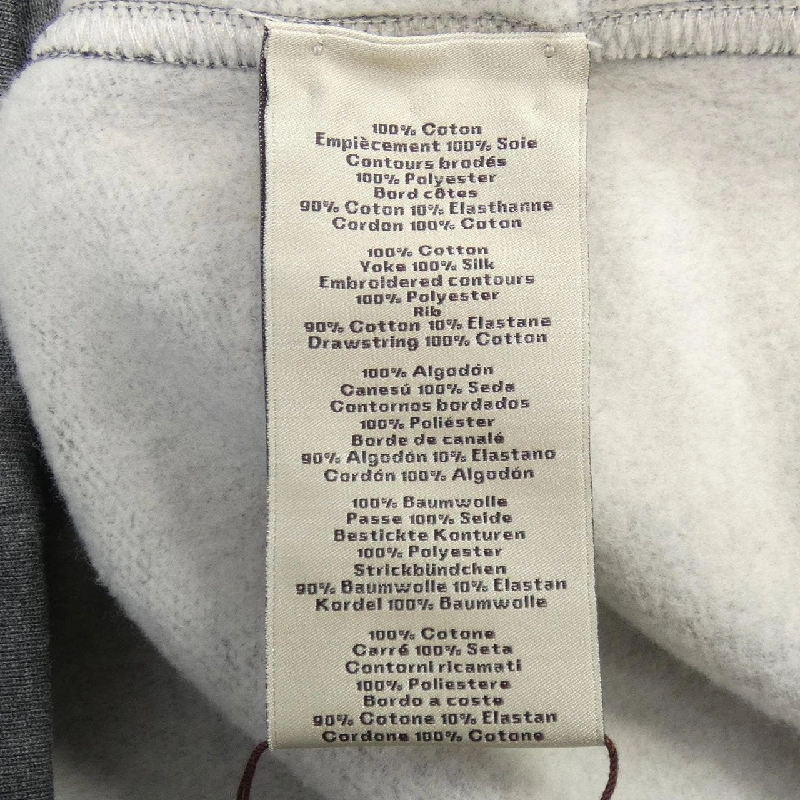 100% Coton
Empiècement 100% Soie
Contours brodés
100% Polyester
Bord côtes
90% Coton 10% Elasthanne
Cordon 100% Coton
100% Cotton
Yoke 100% Silk
Embroidered contours
100% Polyester
Rib
90% Cotton 10% Elastane
Drawstring 100% Cotton
100% Algodón
Canesú 100% Seda
Contornos bordados
100% Poliéster
Borde de canalé
90% Algodón 10% Elastano
Cordón 100% Algodón
100% Baumwolle
Passe 100% Seide
Bestickte Konturen
100% Polyester
Strickbündchen
90% Baumwolle 10% Elastan
Kordel 100% Baumwolle
100% Cotone
Carré 100% Seta
Contorni ricamati
100% Poliestere
Bordo a coste
90% Cotone 10% Elastan
Cordone 100% Cotone